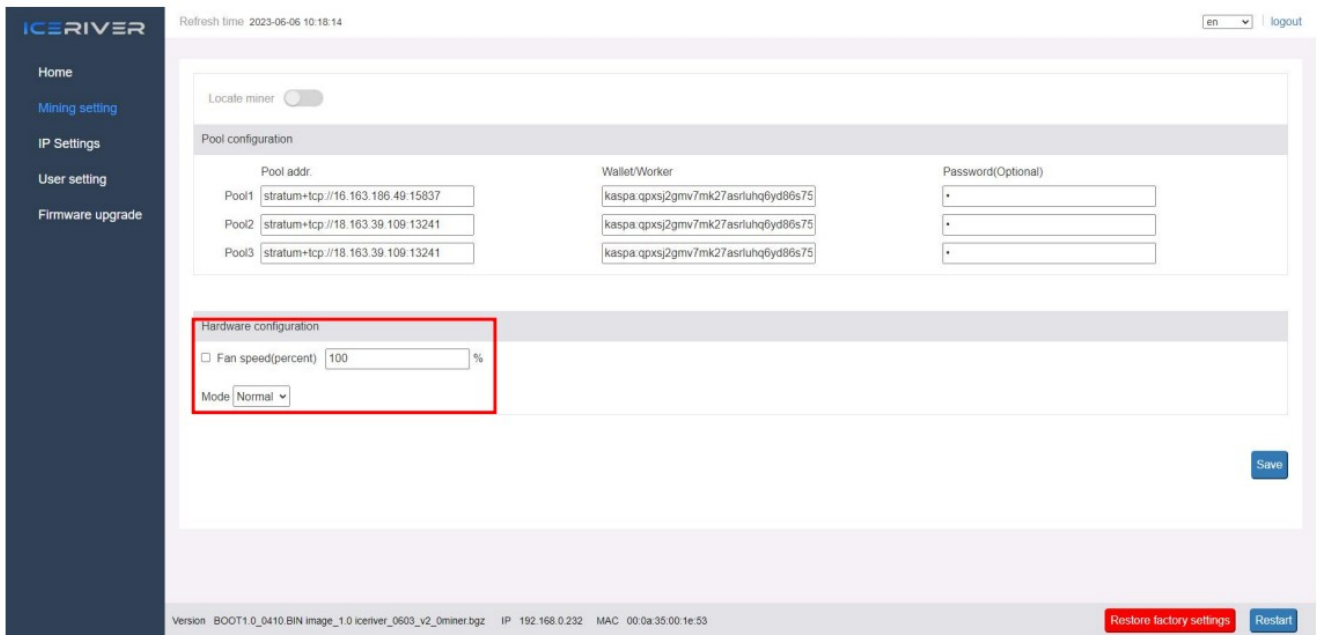 ICERIVER
Refresh time 2023-06-06 10:18:14
en
logout
Home
Mining setting
IP Settings
User setting
Firmware upgrade
Locate miner
Pool configuration
Pool addr. Wallet/Worker Password(Optional)
Pool1 stratum+tcp://16.163.186.49:15837 kaspa:qpxsj2gmv7mk27asrluhq6yd86s75 •
Pool2 stratum+tcp://18.163.39.109:13241 kaspa:qpxsj2gmv7mk27asrluhq6yd86s75 •
Pool3 stratum+tcp://18.163.39.109:13241 kaspa:qpxsj2gmv7mk27asrluhq6yd86s75 •
Hardware configuration
Fan speed(percent) 100 %
Mode Normal
Save
Version BOOT1.0_0410.BIN image_1.0 iceriver_0603_v2_0miner.bgz IP 192.168.0.232 MAC 00:0a:35:00:1e:53
Restore factory settings
Restart